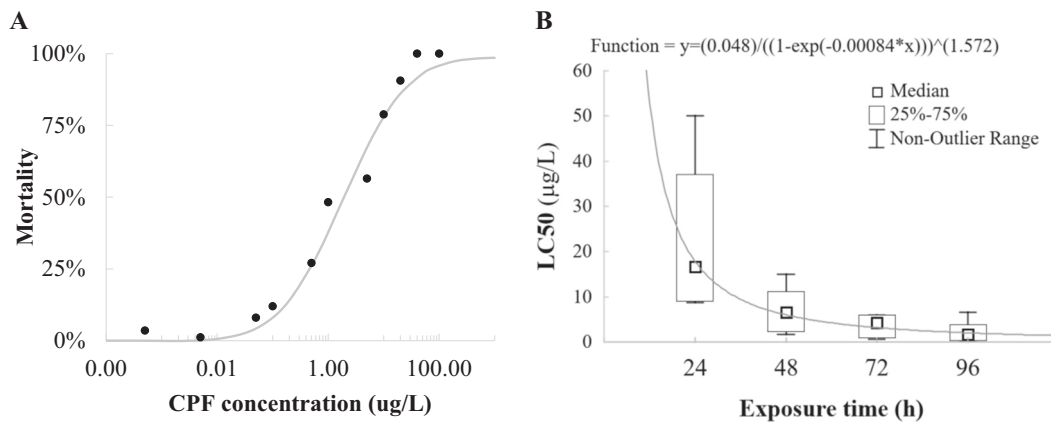 A
100%
75%
50%
25%
0%
Mortality
0.00 0.01 1.00 100.00
CPF concentration (ug/L)
B
Function = y=(0.048)/((1-exp(-0.00084*x)))^(1.572)
60
50
40
30
20
10
0
LC50 (μg/L)
Median
25%-75%
Non-Outlier Range
24 48 72 96
Exposure time (h)